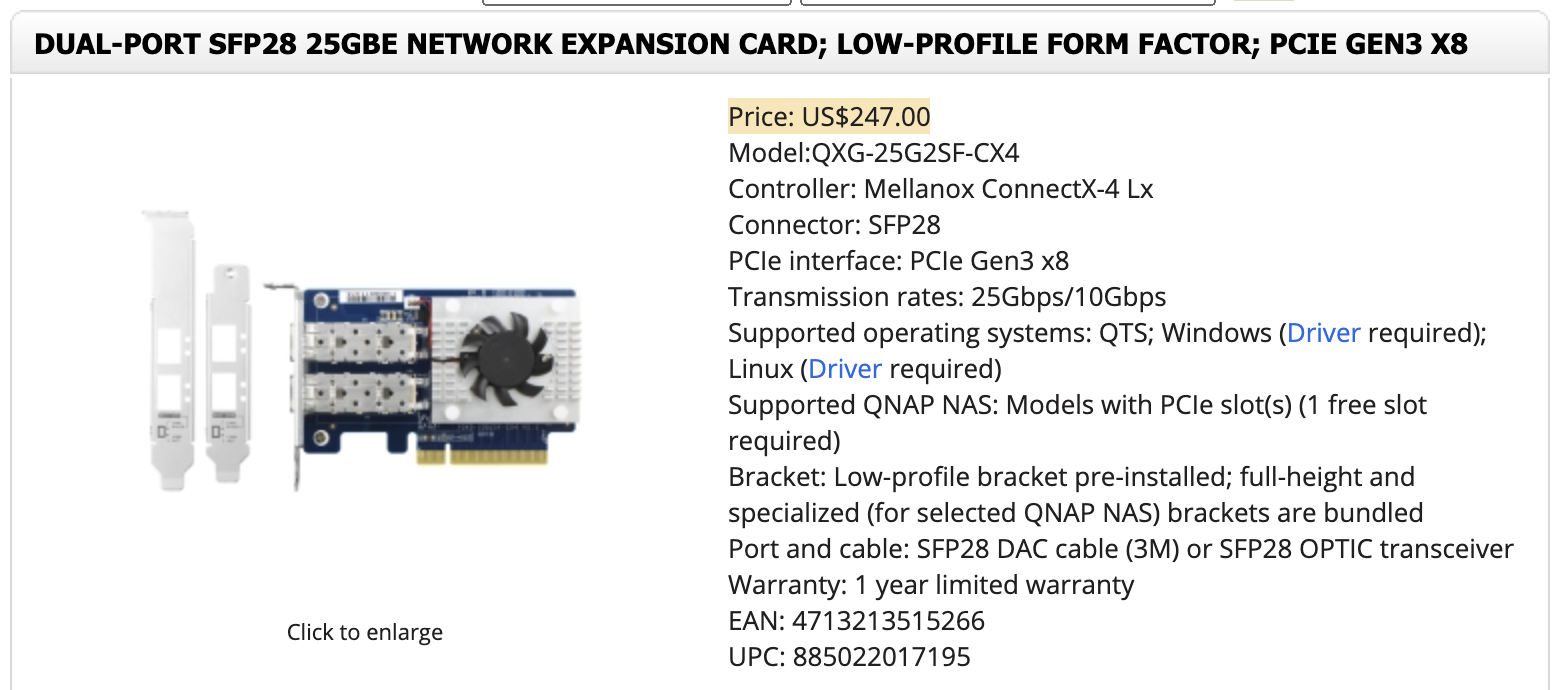 DUAL-PORT SFP28 25GBE NETWORK EXPANSION CARD; LOW-PROFILE FORM FACTOR; PCIE GEN3 X8
Price: US$247.00
Model:QXG-25G2SF-CX4
Controller: Mellanox ConnectX-4 Lx
Connector: SFP28
PCIe interface: PCIe Gen3 x8
Transmission rates: 25Gbps/10Gbps
Supported operating systems: QTS; Windows (Driver required);
Linux (Driver required)
Supported QNAP NAS: Models with PCIe slot(s) (1 free slot
required)
Bracket: Low-profile bracket pre-installed; full-height and
specialized (for selected QNAP NAS) brackets are bundled
Port and cable: SFP28 DAC cable (3M) or SFP28 OPTIC transceiver
Warranty: 1 year limited warranty
EAN: 4713213515266
UPC: 885022017195
Click to enlarge